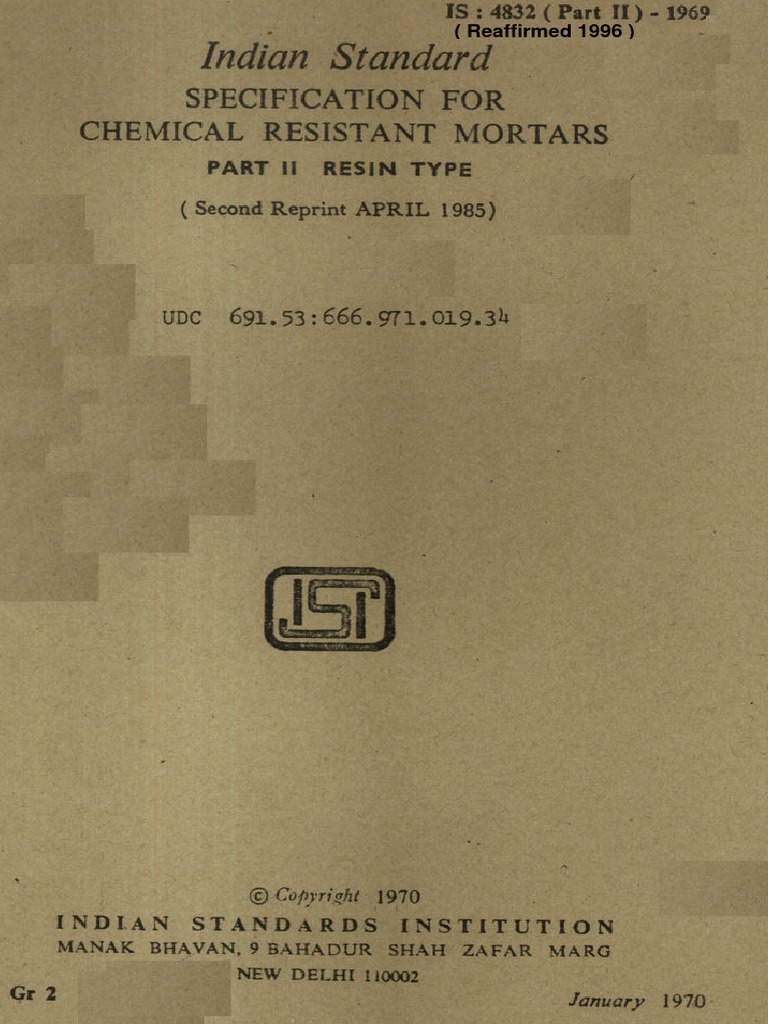 IS : 4832 ( Part II ) - 1969
( Reaffirmed 1996 )
Indian Standard
SPECIFICATION FOR
CHEMICAL RESISTANT MORTARS
PART II RESIN TYPE
( Second Reprint APRIL 1985)
UDC 691.53:666.971.019.34
ISI
© Copyright 1970
INDIAN STANDARDS INSTITUTION
MANAK BHAVAN, 9 BAHADUR SHAH ZAFAR MARG
NEW DELHI 110002
Gr 2
January 1970